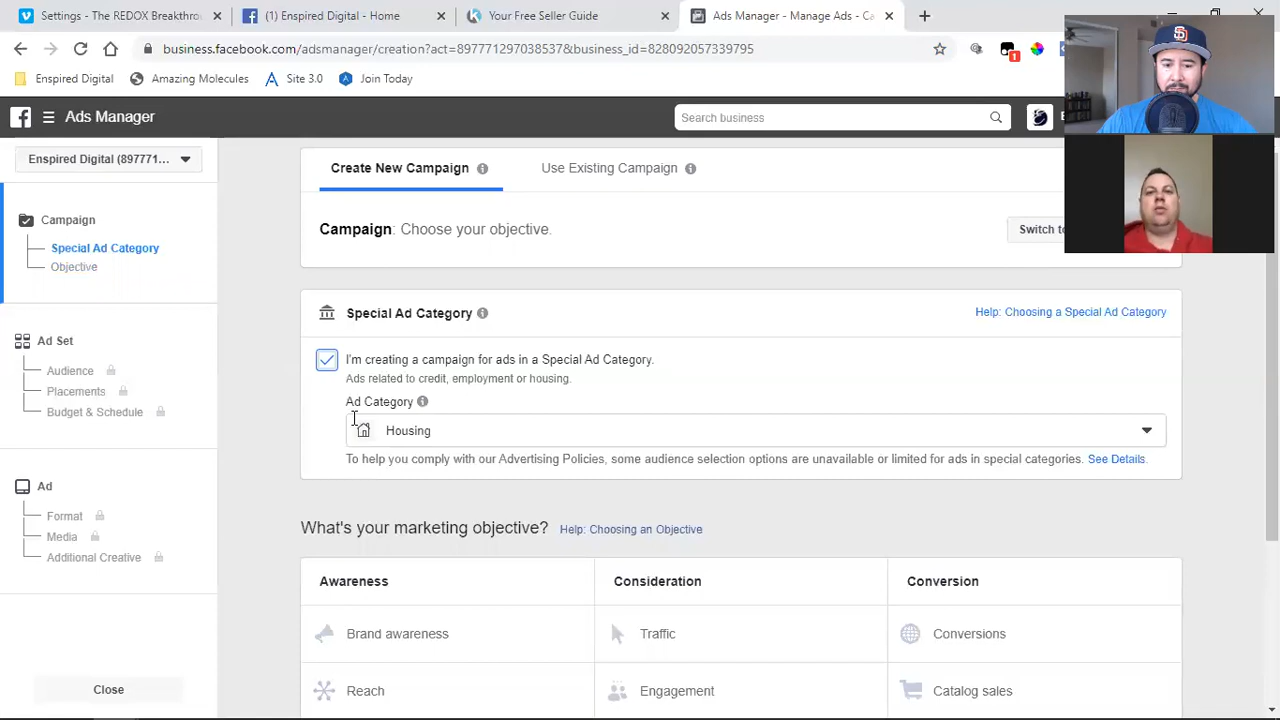 Settings - The REDOX Breakthro
(1) Enspired Digital - Home
Your Free Seller Guide
Ads Manager - Manage Ads - Ca
business.facebook.com/adsmanager/creation?act=897771297038557&business_id=828092057339795
1
Enspired Digital
Amazing Molecules
Site 3.0
Join Today
Ads Manager
Search business
Enspired Digital (897771...
Create New Campaign
Use Existing Campaign
Campaign
Special Ad Category
Objective
Campaign: Choose your objective.
Switch to
Special Ad Category
Help: Choosing a Special Ad Category
I'm creating a campaign for ads in a Special Ad Category.
Ads related to credit, employment or housing.
Ad Category
Housing
To help you comply with our Advertising Policies, some audience selection options are unavailable or limited for ads in special categories. See Details.
Ad Set
Audience
Placements
Budget & Schedule
Ad
Format
Media
Additional Creative
Close
What's your marketing objective? Help: Choosing an Objective
Awareness
Consideration
Conversion
Brand awareness
Traffic
Conversions
Reach
Engagement
Catalog sales